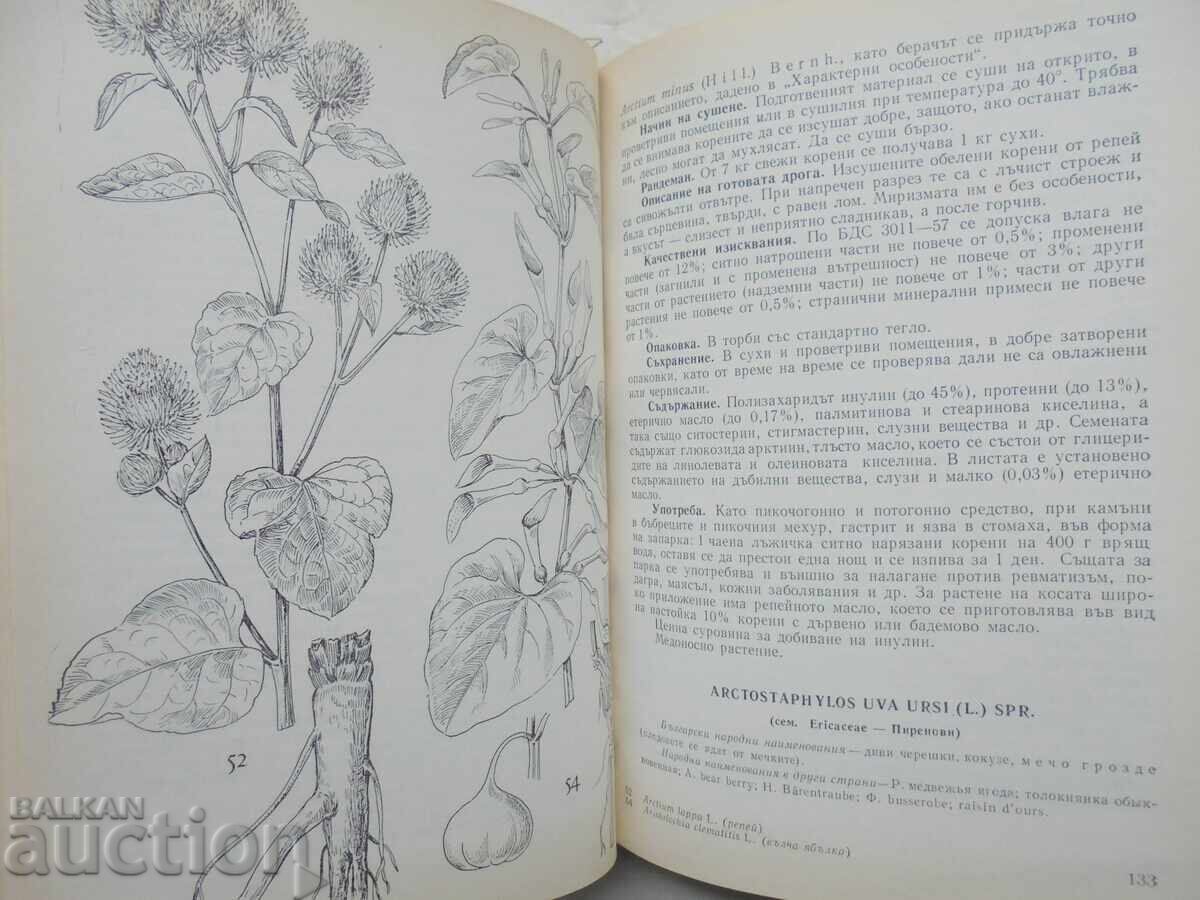 52
54
Arctium minus (Hill.) Bernh., като берачът се придържа точно
към описанието, дадено в „Характерни особености“.
Начин на сушене. Подготвеният материал се суши на открито, в
проветриви помещения или в сушилня при температура до 40°. Трябва
да се внимава корените да се изсушат добре, защото, ако останат влаж-
ни, лесно могат да мухлясат. Да се суши бързо.
Рандеман. От 7 кг свежи корени се получава 1 кг сухи.
Описание на готовата дрога. Изсушените обелени корени от репей
са сивожълти отвътре. При напречен разрез те са с лъчист строеж и
бяла сърцевина, твърди, с равен лом. Миризмата им е без особености,
а вкусът — слизест и неприятно сладникав, а после горчив.
Качествени изисквания. По БДС 3011—57 се допуска влага не
повече от 12%; ситно натрошени части не повече от 0,5%; променени
части (загнили и с променена вътрешност) не повече от 3%; други
части от растението (надземни части) не повече от 1%; части от други
растения не повече от 0,5%; странични минерални примеси не повече
от 1%.
Опаковка. В торби със стандартно тегло.
Съхранение. В сухи и проветриви помещения, в добре затворени
опаковки, като от време на време се проверява дали не са овлажнени
или червясали.
Съдържание. Полизахаридът инулин (до 45%), протеини (до 13%),
етерично масло (до 0,17%), палмитинова и стеаринова киселина, а
така също ситостерин, стигмастерин, слузни вещества и др. Семената
съдържат глюкозида арктиин, тлъсто масло, което се състои от глицери-
дите на линолевата и олеиновата киселина. В листата е установено
съдържанието на дъбилни вещества, слузи и малко (0,03%) етерично
масло.
Употреба. Като пикочогонно и потогонно средство, при камъни
в бъбреците и пикочния мехур, гастрит и язва в стомаха, във форма
на запарка: 1 чаена лъжичка ситно нарязани корени на 400 г врящ
вода, оставя се да престои една нощ и се изпива за 1 ден. Същата за
парка се употребява и външно за налагане против ревматизъм, по-
дагра, маясъл, кожни заболявания и др. За растене на косата широ-
ко приложение има репейното масло, което се приготовлява във вид
на настойка 10% корени с дървено или бадемово масло.
Ценна суровина за добиване на инулин.
Медоносно растение.
ARCTOSTAPHYLOS UVA URSI (L.) SPR.
(сем. Ericaceae — Пиренови)
Български народни наименования — диви черешки, кокузе, мечо грозде
(плодовете се ядат от мечките).
Народни наименования в други страни — Р. медвежья ягода; толокнянка обык-
новенная; А. bear berry; Н. Bärentraube; Ф. busserobe; raisin d'ours.
52 Arctium lappa L. (репей)
54 Aristolochia clematitis L. (вълча ябълка)
133
BALKAN
auction